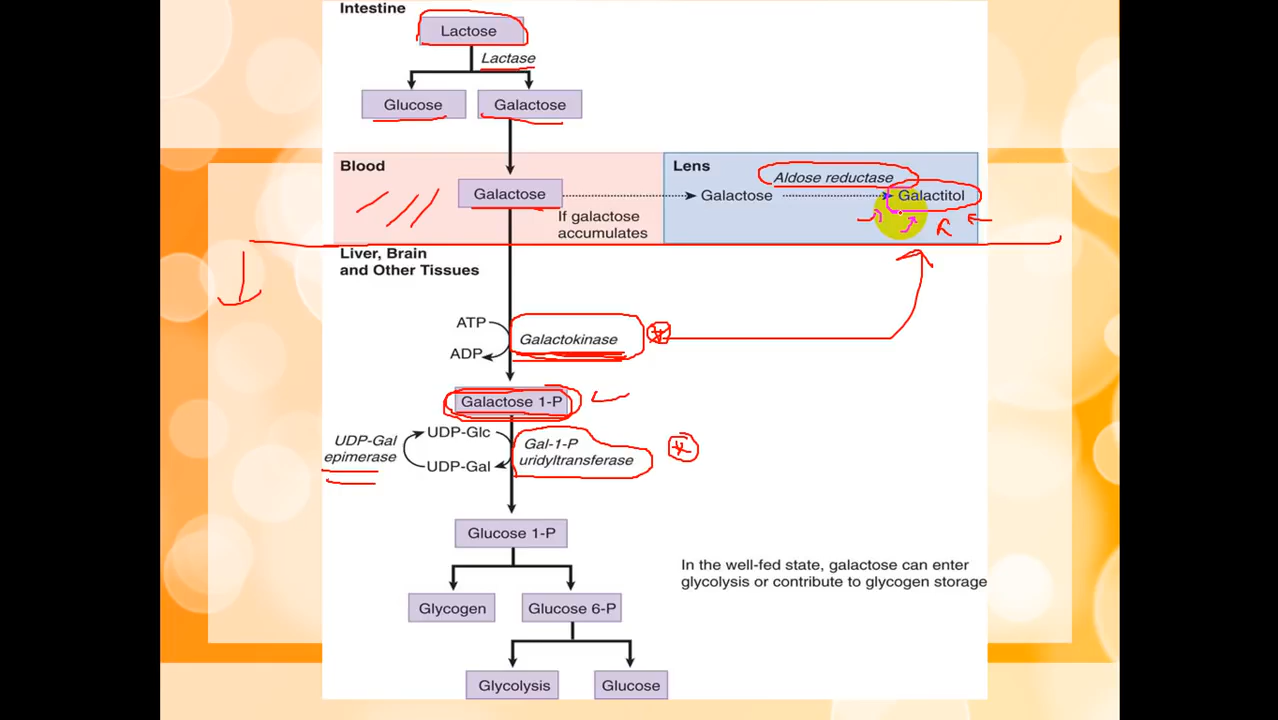 Intestine
Lactose
Lactase
Glucose
Galactose
Blood
Lens
Aldose reductase
Galactose
Galactose
Galactitol
If galactose
accumulates
Liver, Brain
and Other Tissues
ATP
Galactokinase
ADP
Galactose 1-P
UDP-Gal
epimerase
UDP-Glc
UDP-Gal
Gal-1-P
uridyltransferase
Glucose 1-P
In the well-fed state, galactose can enter
glycolysis or contribute to glycogen storage
Glycogen
Glucose 6-P
Glycolysis
Glucose